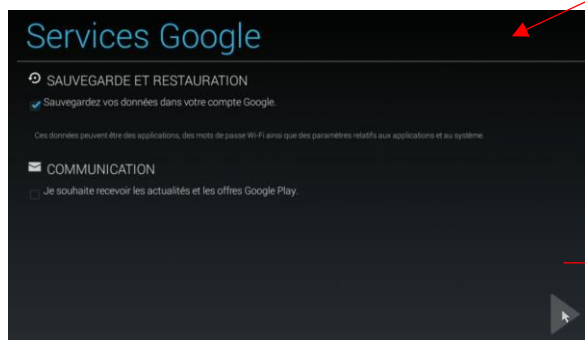 Services Google
SAUVEGARDE ET RESTAURATION
Sauvegardez vos données dans votre compte Google.
Ces données peuvent être des applications, des mots de passe Wi-Fi ainsi que des paramètres relatifs aux applications et au système.
COMMUNICATION
Je souhaite recevoir les actualités et les offres Google Play.